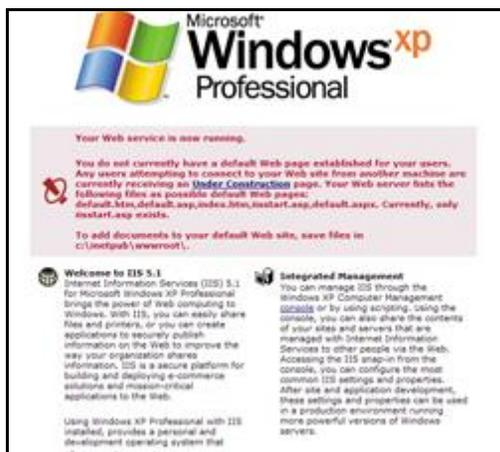 Microsoft
Windows xp
Professional
Your Web service is now running.
You do not currently have a default Web page established for your users.
Any users attempting to connect to your Web site from another machine are
currently receiving an Under Construction page. Your Web server lists the
following files as possible default Web pages:
default.htm,default.asp,index.htm,iisstart.asp,default.aspx. Currently, only
iisstart.asp exists.
To add documents to your default Web site, save files in
c:\inetpub\wwwroot\.
Welcome to IIS 5.1
Internet Information Services (IIS) 5.1
for Microsoft Windows XP Professional
brings the power of Web computing to
Windows. With IIS, you can easily share
files and printers, or you can create
applications to securely publish
information on the Web to improve the
way your organization shares
information. IIS is a secure platform for
building and deploying e-commerce
solutions and mission-critical
applications to the Web.
Using Windows XP Professional with IIS
installed, provides a personal and
development operating system that
Integrated Management
You can manage IIS through the
Windows XP Computer Management
console or by using scripting. Using the
console, you can also share the contents
of your sites and servers that are
managed with Internet Information
Services to other people via the Web.
Accessing the IIS snap-in from the
console, you can configure the most
common IIS settings and properties.
After site and application development,
these settings and properties can be used
in a production environment running
more powerful versions of Windows
servers.